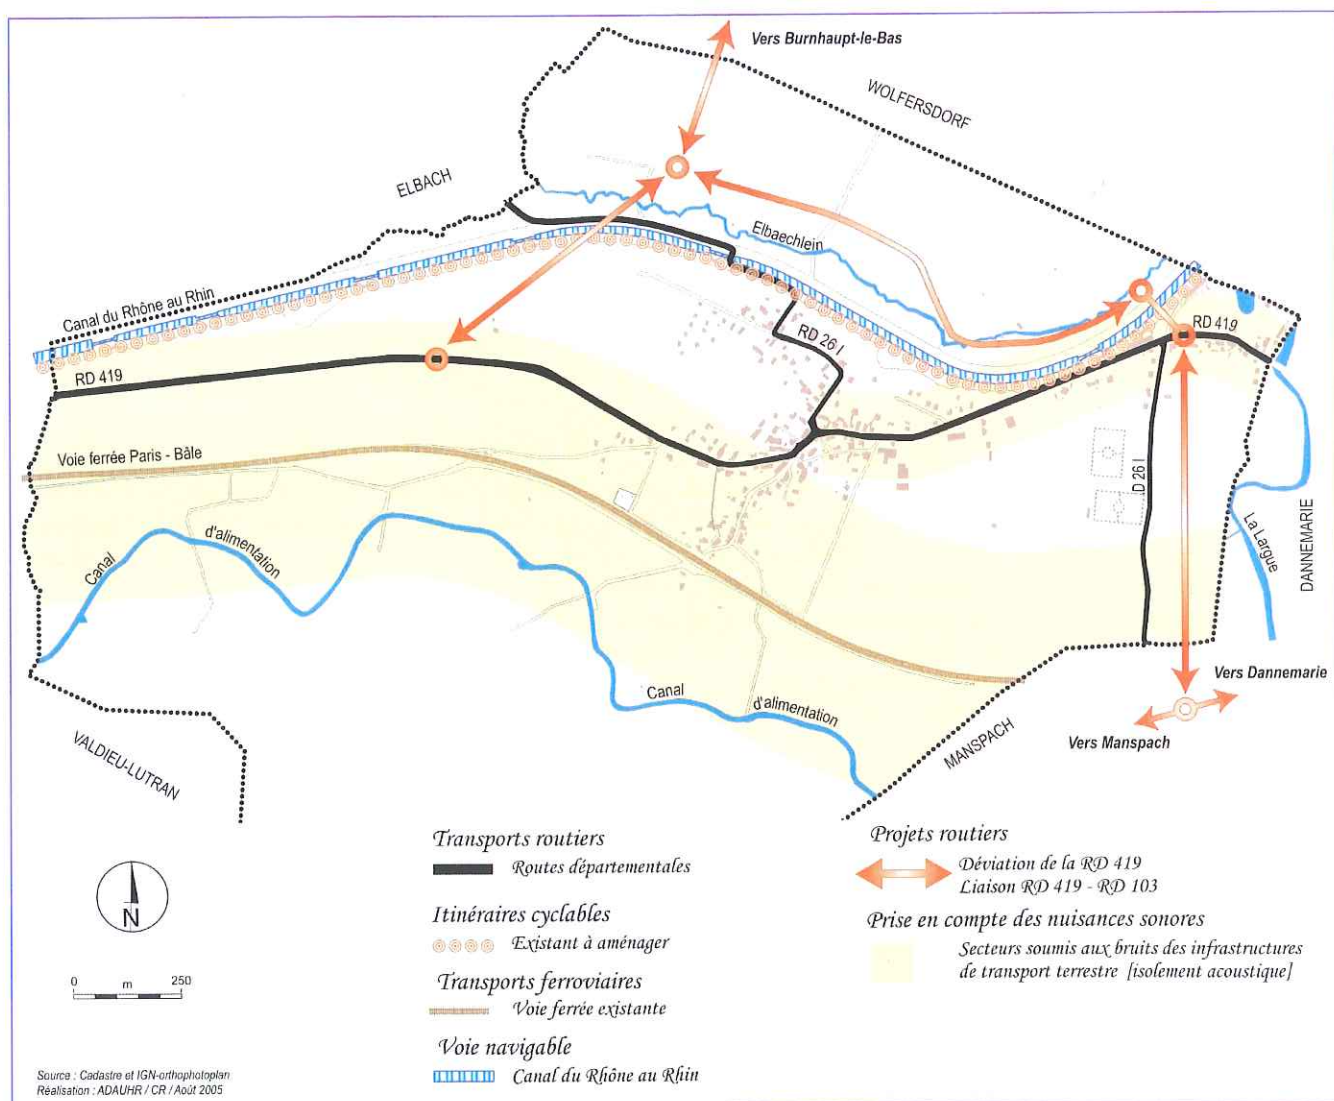 Vers Burnhaupt-le-Bas
WOLFERSDORF
ELBACH
Elbaechlein
Canal du Rhône au Rhin
RD 419
RD 419
RD 26 I
RD 419
Voie ferrée Paris - Bâle
Canal
d'alimentation
D 26 I
La Largue
DANNEMARIE
Canal
d'alimentation
Vers Dannemarie
Vers Manspach
MANSPACH
VALDIEU-LUTRAN
N
0 m 250
Transports routiers
Routes départementales
Itinéraires cyclables
Existant à aménager
Transports ferroviaires
Voie ferrée existante
Voie navigable
Canal du Rhône au Rhin
Projets routiers
Déviation de la RD 419
Liaison RD 419 - RD 103
Prise en compte des nuisances sonores
Secteurs soumis aux bruits des infrastructures
de transport terrestre [isolement acoustique]
Source : Cadastre et IGN-orthophotoplan
Réalisation : ADAUHR / CR / Août 2005